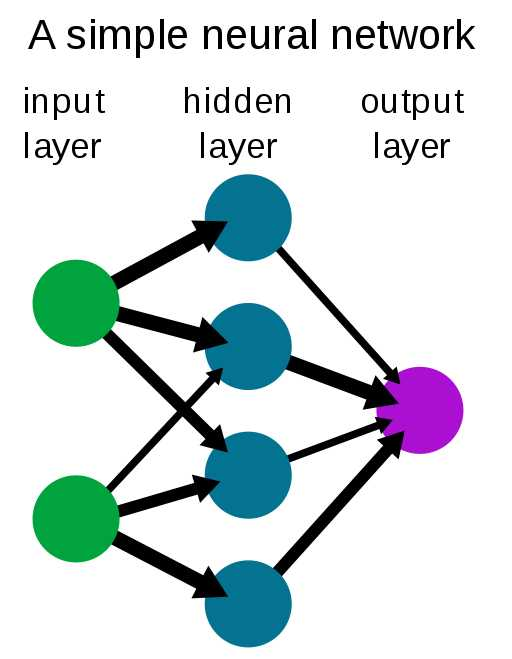 A simple neural network
input hidden output
layer layer layer